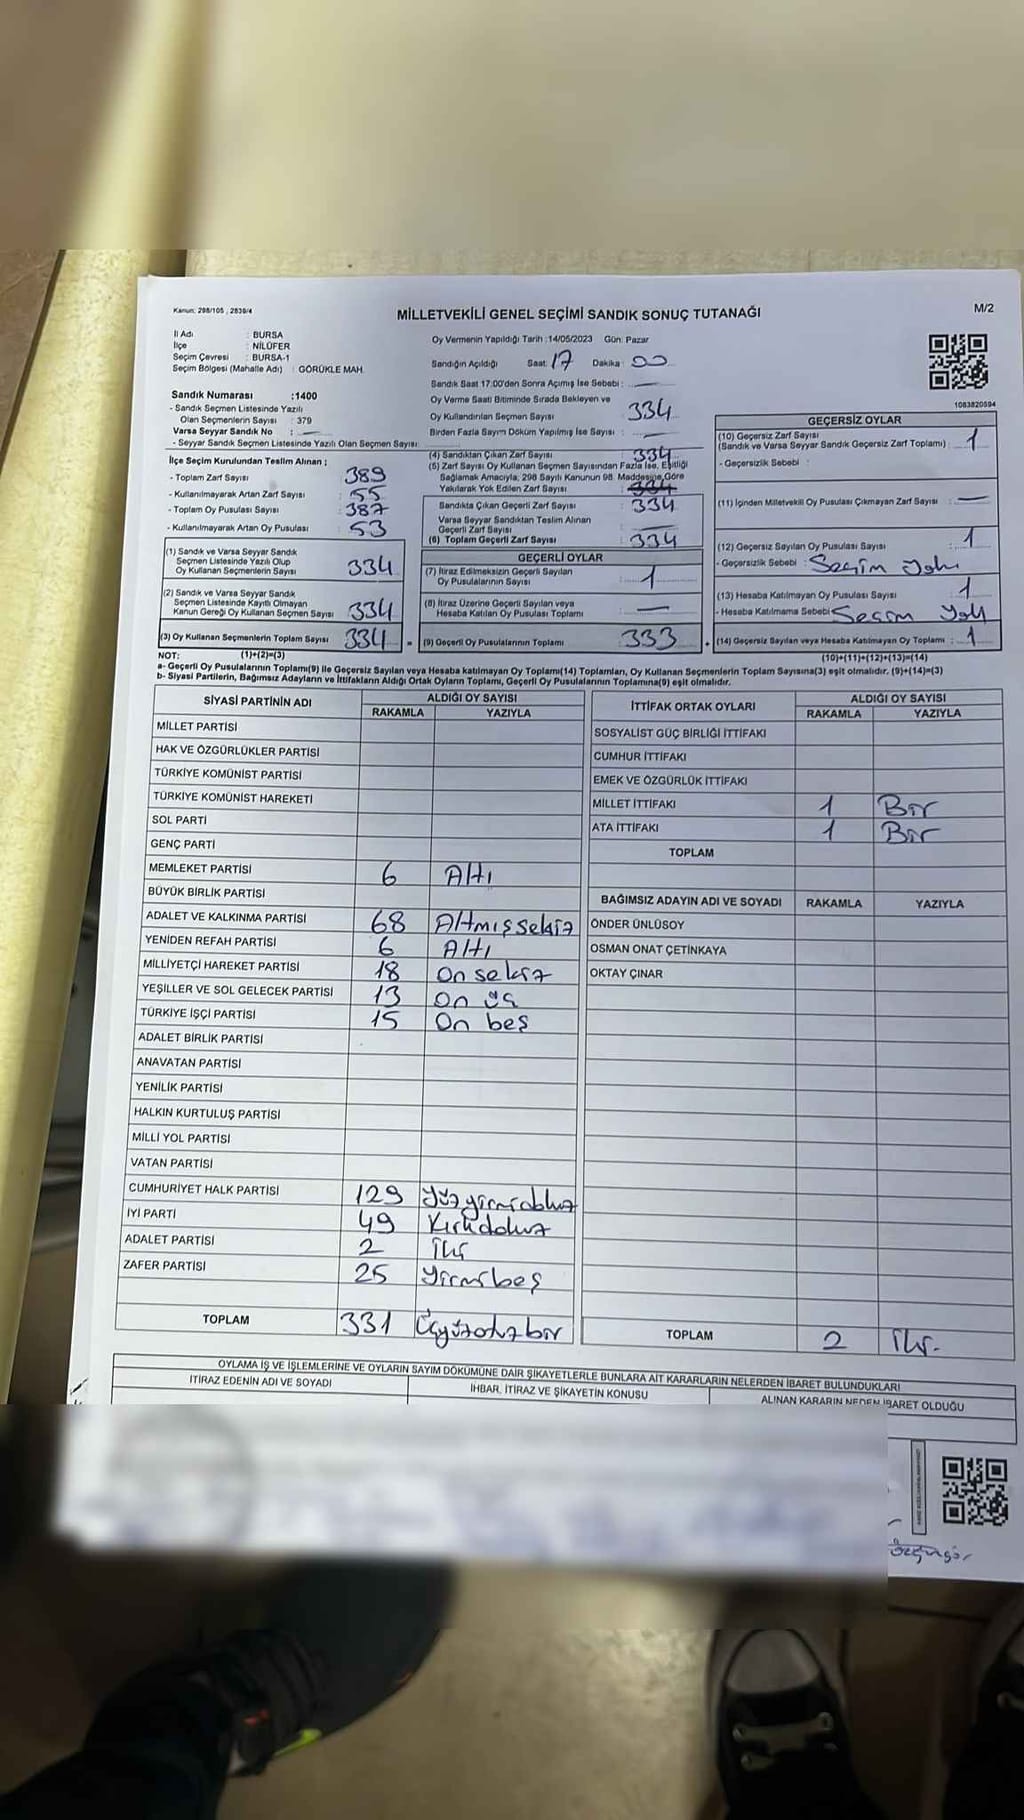 Kanun: 298/105 , 2839/4
MİLLETVEKİLİ GENEL SEÇİMİ SANDIK SONUÇ TUTANAĞI
M/2
İl Adı : BURSA
İlçe : NİLÜFER
Seçim Çevresi : BURSA-1
Seçim Bölgesi (Mahalle Adı) : GÖRÜKLE MAH.
Sandık Numarası :1400
- Sandık Seçmen Listesinde Yazılı
Olan Seçmenlerin Sayısı : 379
Varsa Seyyar Sandık No :
- Seyyar Sandık Seçmen Listesinde Yazılı Olan Seçmen Sayısı:
Oy Vermenin Yapıldığı Tarih :14/05/2023 Gün: Pazar
Sandığın Açıldığı Saat: 17 Dakika : 00
Sandık Saat 17:00'den Sonra Açılmış İse Sebebi :
Oy Verme Saati Bitiminde Sırada Bekleyen ve
Oy Kullandırılan Seçmen Sayısı : 334
Birden Fazla Sayım Döküm Yapılmış İse Sayısı :
1083820594
İlçe Seçim Kurulundan Teslim Alınan ;
- Toplam Zarf Sayısı : 389
- Kullanılmayarak Artan Zarf Sayısı : 55
- Toplam Oy Pusulası Sayısı : 387
- Kullanılmayarak Artan Oy Pusulası : 53
(4) Sandıktan Çıkan Zarf Sayısı : 334
(5) Zarf Sayısı Oy Kullanan Seçmen Sayısından Fazla İse, Eşitliği
Sağlamak Amacıyla, 298 Sayılı Kanunun 98. Maddesine Göre
Yakılarak Yok Edilen Zarf Sayısı : 334
Sandıkta Çıkan Geçerli Zarf Sayısı : 334
Varsa Seyyar Sandıktan Teslim Alınan
Geçerli Zarf Sayısı :
(6) Toplam Geçerli Zarf Sayısı : 334
GEÇERSİZ OYLAR
(10) Geçersiz Zarf Sayısı
(Sandık ve Varsa Seyyar Sandık Geçersiz Zarf Toplamı) : 1
- Geçersizlik Sebebi :
(11) İçinden Milletvekili Oy Pusulası Çıkmayan Zarf Sayısı :
(12) Geçersiz Sayılan Oy Pusulası Sayısı : 1
- Geçersizlik Sebebi : Seçim
(13) Hesaba Katılmayan Oy Pusulası Sayısı : 1
- Hesaba Katılmama Sebebi : Seçim
(14) Geçersiz Sayılan veya Hesaba Katılmayan Oy Toplamı : 1
(1) Sandık ve Varsa Seyyar Sandık
Seçmen Listesinde Yazılı Olup
Oy Kullanan Seçmenlerin Sayısı : 334
(2) Sandık ve Varsa Seyyar Sandık
Seçmen Listesinde Kayıtlı Olmayan
Kanun Gereği Oy Kullanan Seçmen Sayısı : 334
(3) Oy Kullanan Seçmenlerin Toplam Sayısı : 334 =
GEÇERLİ OYLAR
(7) İtiraz Edilmeksizin Geçerli Sayılan
Oy Pusulalarının Sayısı : 1
(8) İtiraz Üzerine Geçerli Sayılan veya
Hesaba Katılan Oy Pusulası Toplamı :
(9) Geçerli Oy Pusulalarının Toplamı : 333 +
NOT: (1)+(2)=(3) (10)+(11)+(12)+(13)=(14)
a- Geçerli Oy Pusulalarının Toplamı(9) ile Geçersiz Sayılan veya Hesaba katılmayan Oy Toplamı(14) Toplamları, Oy Kullanan Seçmenlerin Toplam Sayısına(3) eşit olmalıdır. (9)+(14)=(3)
b- Siyasi Partilerin, Bağımsız Adayların ve İttifakların Aldığı Ortak Oyların Toplamı, Geçerli Oy Pusulalarının Toplamına(9) eşit olmalıdır.
SİYASİ PARTİNİN ADI ALDIĞI OY SAYISI
RAKAMLA YAZIYLA
MİLLET PARTİSİ
HAK VE ÖZGÜRLÜKLER PARTİSİ
TÜRKİYE KOMÜNİST PARTİSİ
TÜRKİYE KOMÜNİST HAREKETİ
SOL PARTİ
GENÇ PARTİ
MEMLEKET PARTİSİ 6 Altı
BÜYÜK BİRLİK PARTİSİ
ADALET VE KALKINMA PARTİSİ 68 Altmışsekiz
YENİDEN REFAH PARTİSİ 6 Altı
MİLLİYETÇİ HAREKET PARTİSİ 18 On sekiz
YEŞİLLER VE SOL GELECEK PARTİSİ 13 On üç
TÜRKİYE İŞÇİ PARTİSİ 15 On beş
ADALET BİRLİK PARTİSİ
ANAVATAN PARTİSİ
YENİLİK PARTİSİ
HALKIN KURTULUŞ PARTİSİ
MİLLİ YOL PARTİSİ
VATAN PARTİSİ
CUMHURİYET HALK PARTİSİ 129 Yüzyirmidokuz
İYİ PARTİ 49 Kırkdokuz
ADALET PARTİSİ 2 İki
ZAFER PARTİSİ 25 Yirmibeş
TOPLAM 331 Üçyüzotuzbir
İTTİFAK ORTAK OYLARI ALDIĞI OY SAYISI
RAKAMLA YAZIYLA
SOSYALİST GÜÇ BİRLİĞİ İTTİFAKI
CUMHUR İTTİFAKI
EMEK VE ÖZGÜRLÜK İTTİFAKI
MİLLET İTTİFAKI 1 Bir
ATA İTTİFAKI 1 Bir
TOPLAM
BAĞIMSIZ ADAYIN ADI VE SOYADI RAKAMLA YAZIYLA
ÖNDER ÜNLÜSOY
OSMAN ONAT ÇETİNKAYA
OKTAY ÇINAR
TOPLAM 2 İki.
OYLAMA İŞ VE İŞLEMLERİNE VE OYLARIN SAYIM DÖKÜMÜNE DAİR ŞİKAYETLERLE BUNLARA AİT KARARLARIN NELERDEN İBARET BULUNDUKLARI
İTİRAZ EDENİN ADI VE SOYADI İHBAR, İTİRAZ VE ŞİKAYETİN KONUSU ALINAN KARARIN NEDEN İBARET OLDUĞU